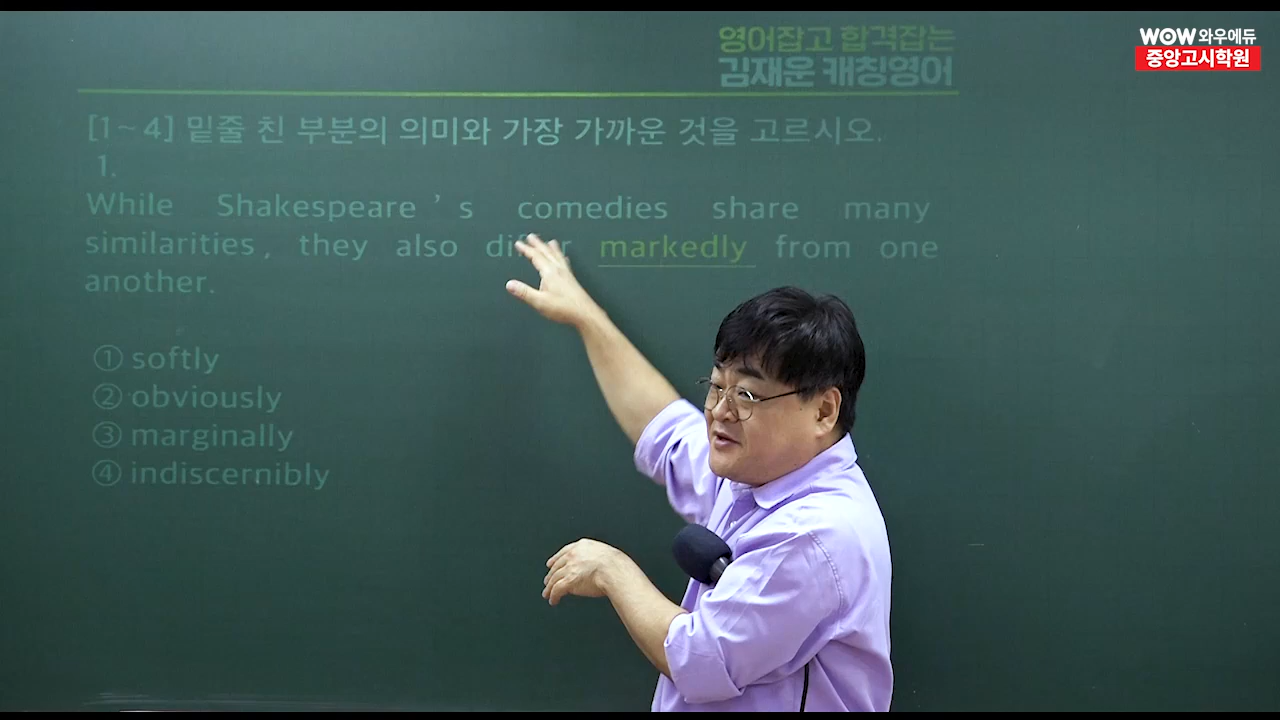 영어잡고 합격잡는
김재운 캐칭영어
WOW 와우에듀
중앙고시학원
[1~4] 밑줄 친 부분의 의미와 가장 가까운 것을 고르시오.
1.
While Shakespeare's comedies share many
similarities, they also differ markedly from one
another.
① softly
② obviously
③ marginally
④ indiscernibly